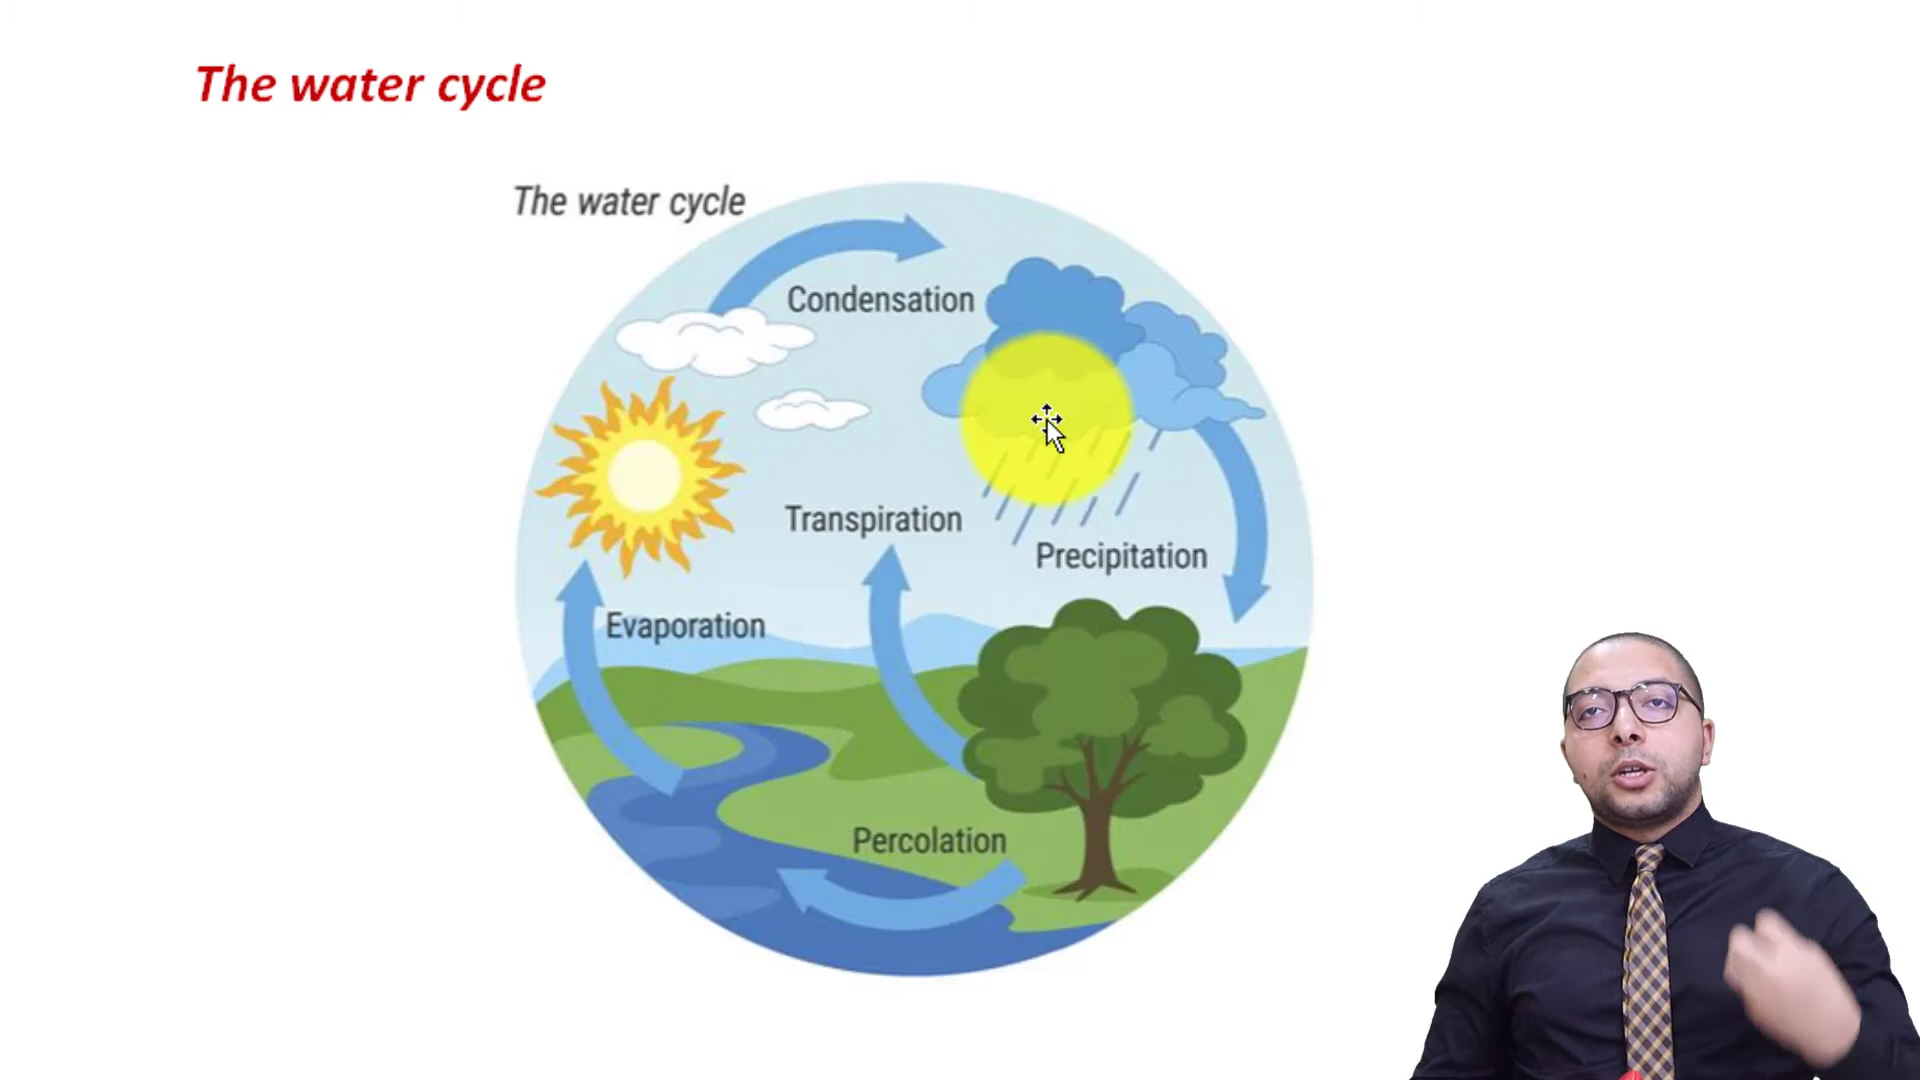 The water cycle
The water cycle
Condensation
Transpiration
Precipitation
Evaporation
Percolation